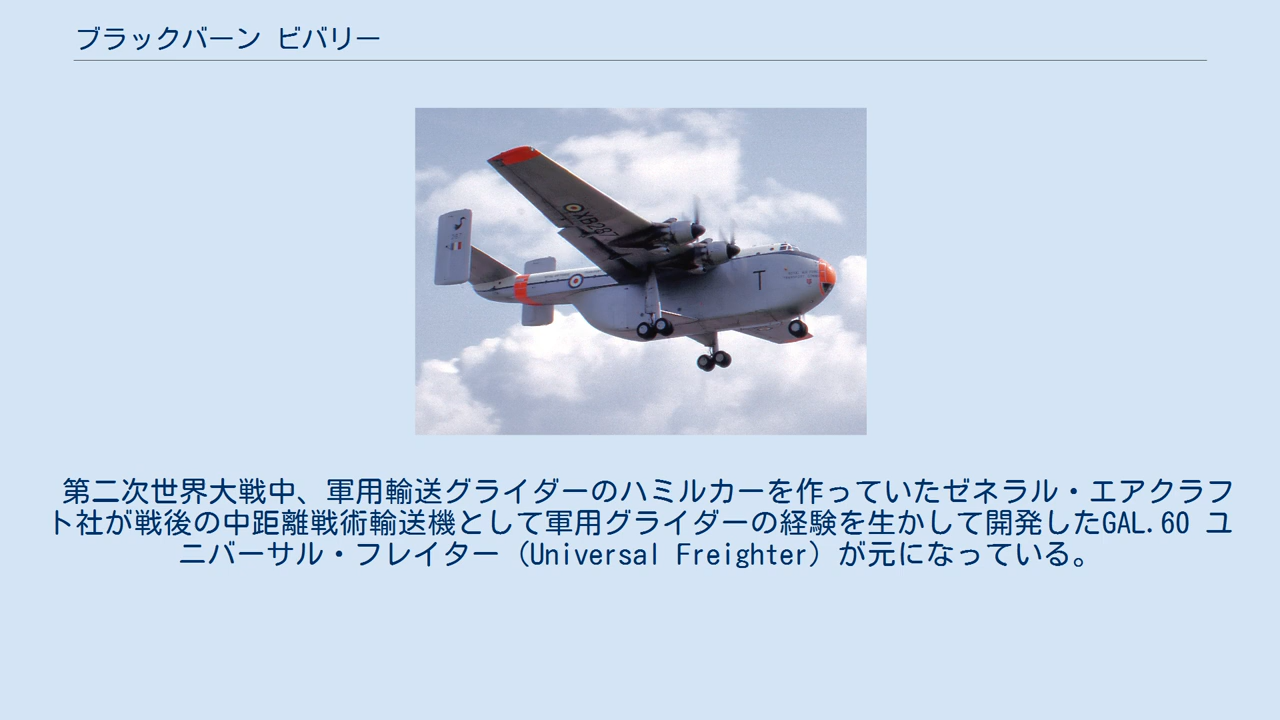 ブラックバーン ビバリー
XB267
T
第二次世界大戦中、軍用輸送グライダーのハミルカーを作っていたゼネラル・エアクラフ
ト社が戦後の中距離戦術輸送機として軍用グライダーの経験を生かして開発したGAL.60 ユ
ニバーサル・フレイター（Universal Freighter）が元になっている。